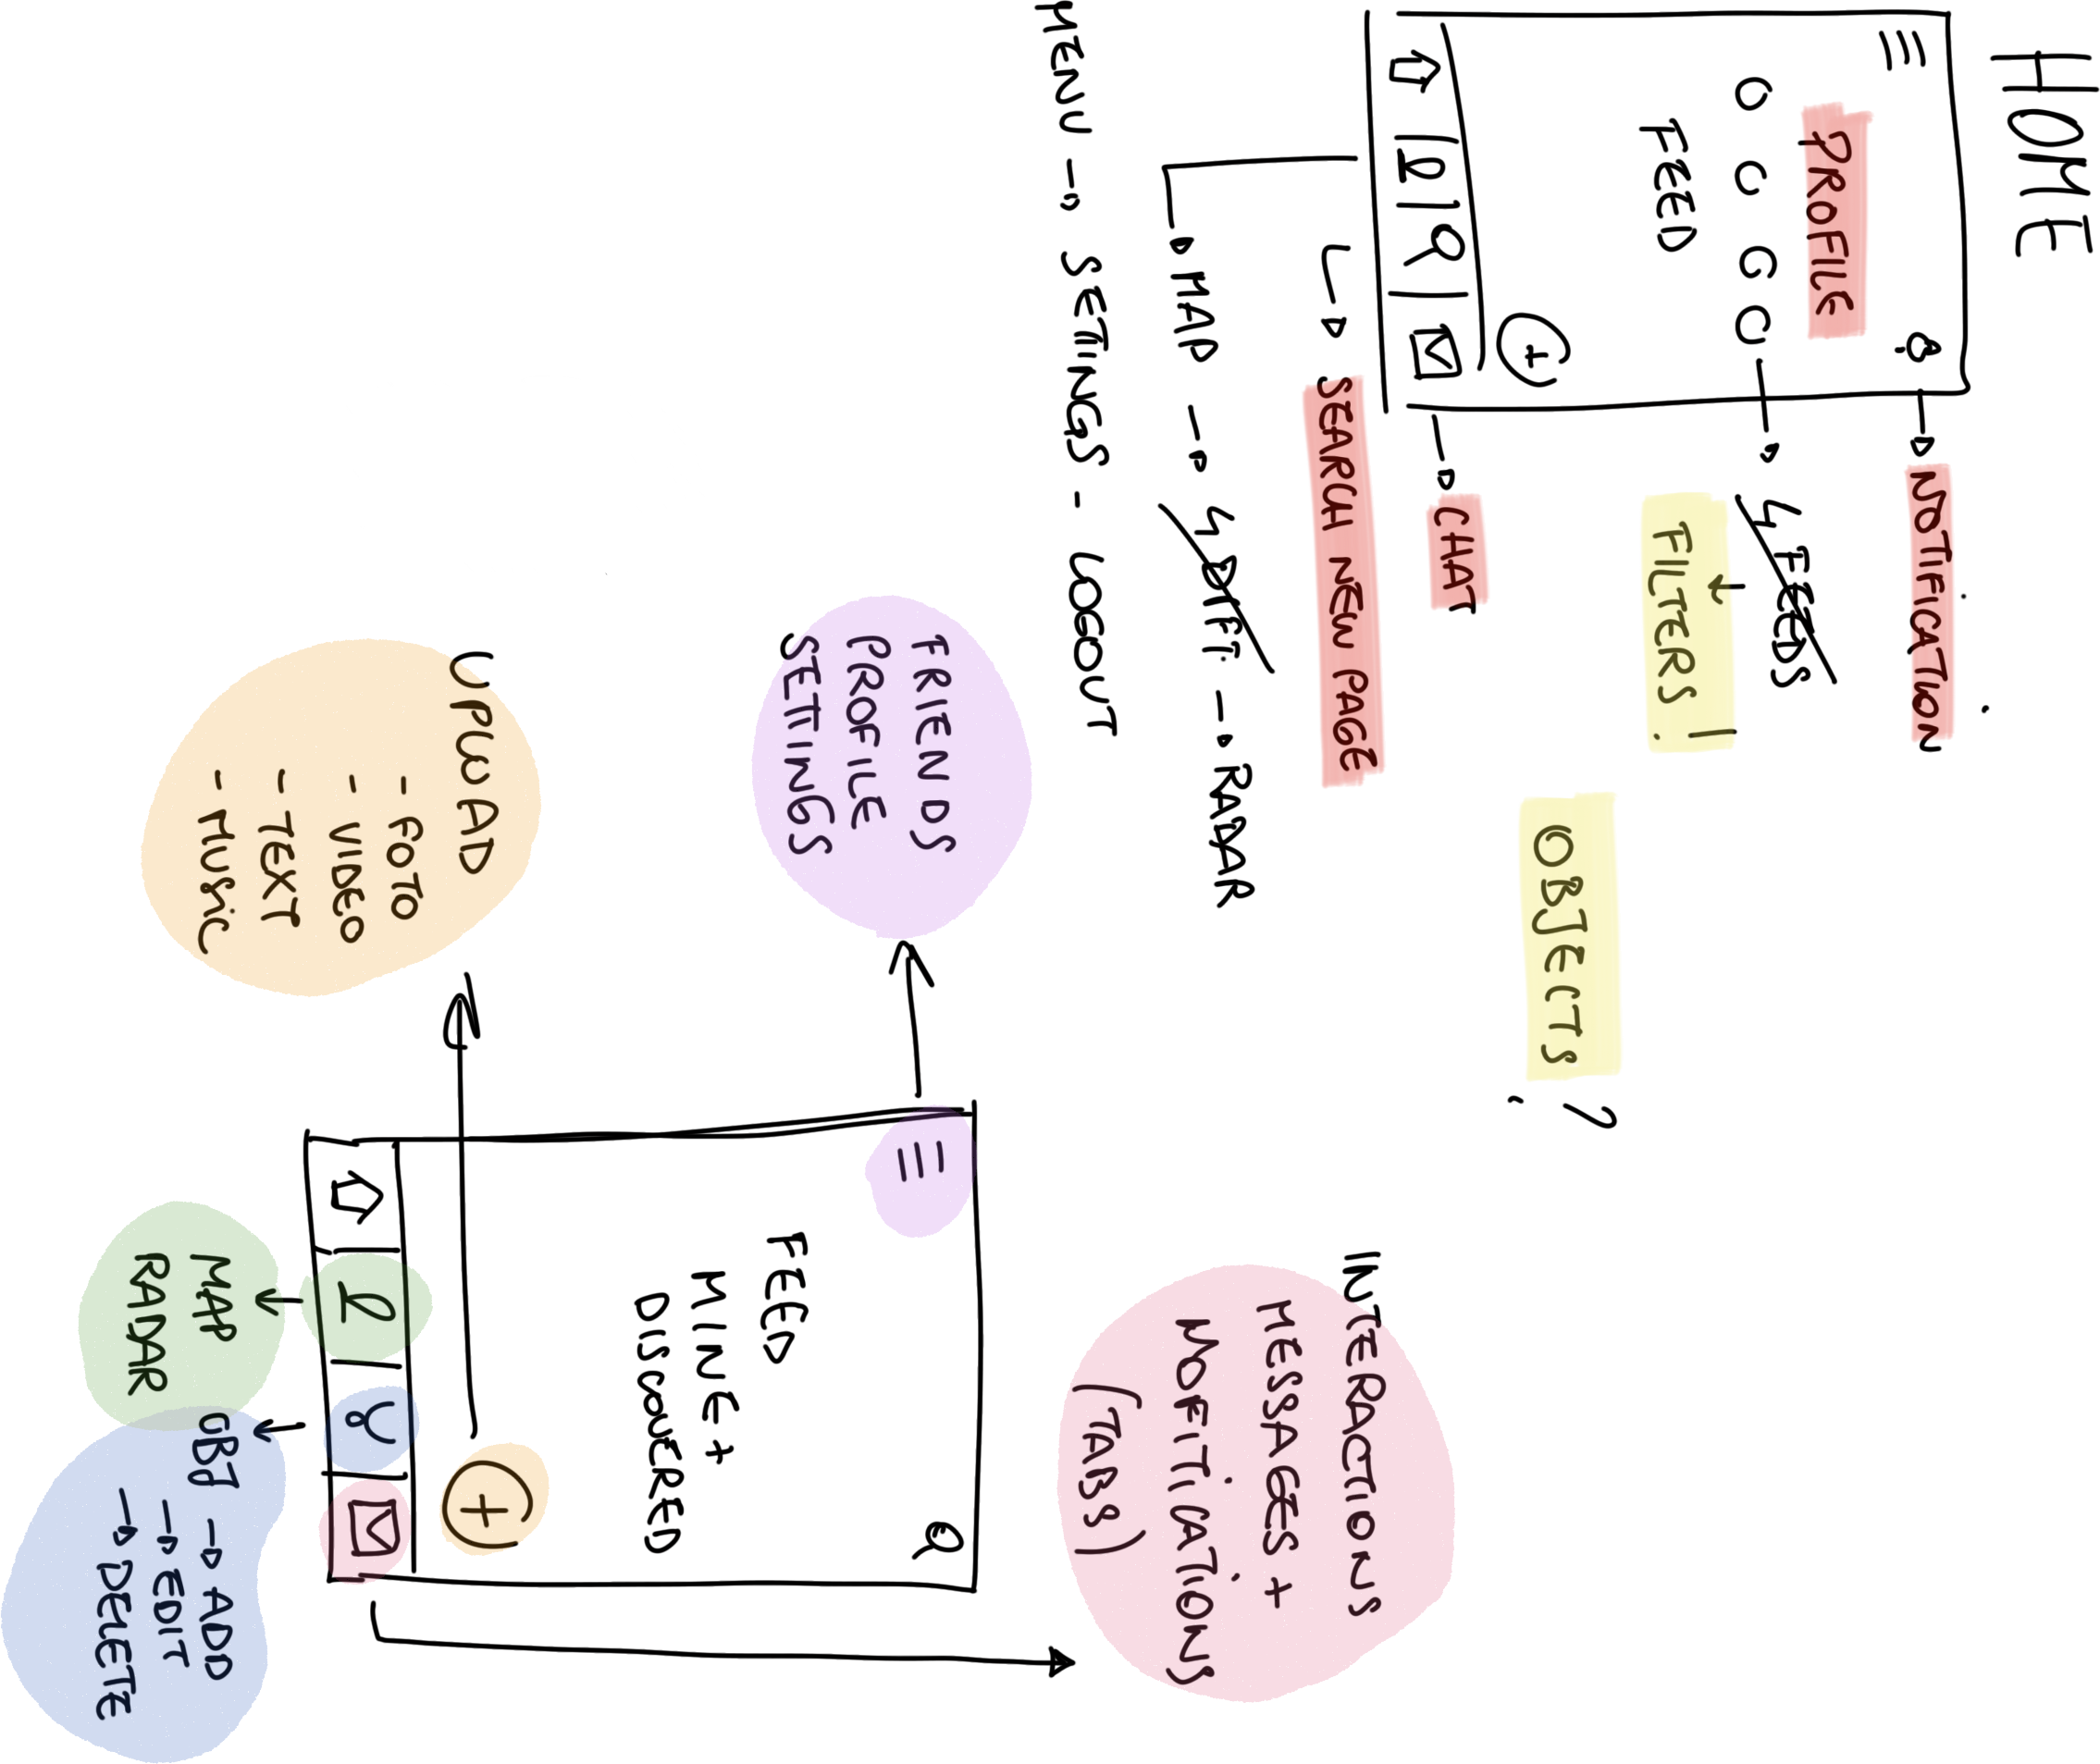 HOME
PROFILE
FEED
NOTIFICATION
4 FEEDS
FILTERS!
CHAT
SEARCH NEW PAGE
MAP → 4 DIFF. → RADAR
MENU → SETTINGS - LOGOUT
OBJECTS ?
FRIENDS
PROFILE
SETTINGS
UPLOAD
- FOTO
- VIDEO
- TEXT
- MUSIC
FEED
MINE +
DISCOVERED
INTERACTIONS
MESSAGES +
NOFITICATIONS
(TABS)
MAP
RADAR
OBJ → ADD
→ EDIT
→ DELETE